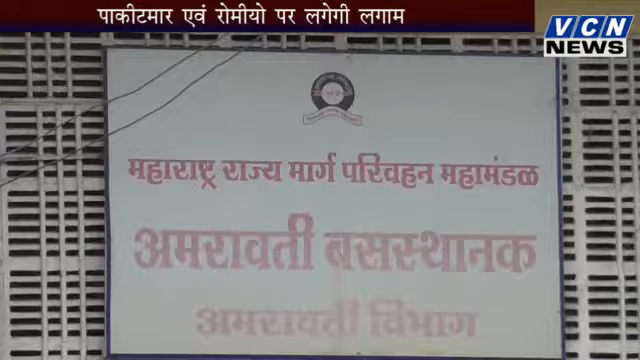 पाकीटमार एवं रोमीयो पर लगेगी लगाम
VCN
NEWS
महाराष्ट्र राज्य मार्ग परिवहन महामंडळ
अमरावती बसस्थानक
अमरावती विभाग